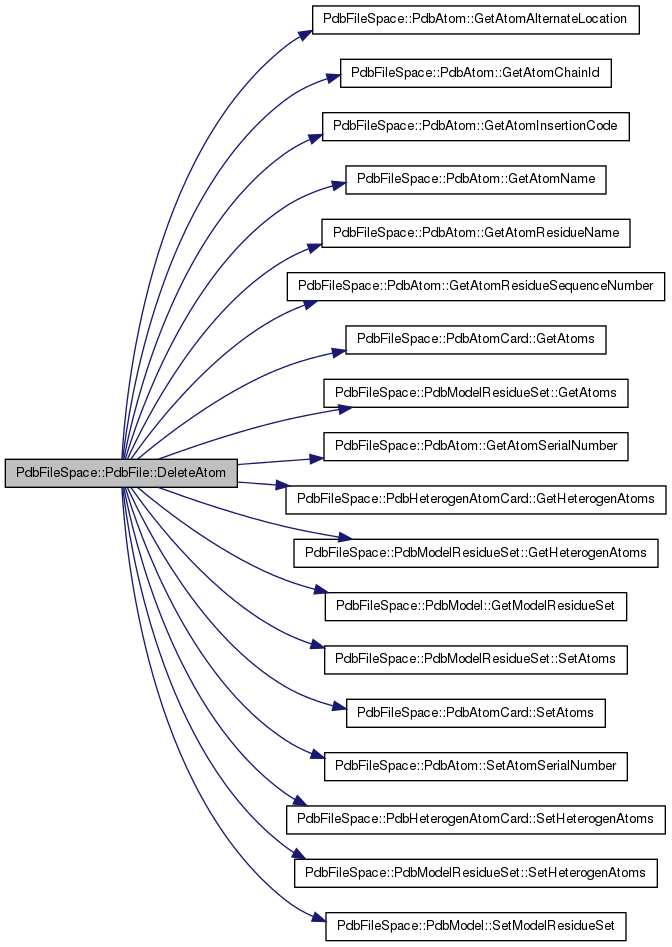 PdbFileSpace::PdbAtom::GetAtomAlternateLocation
PdbFileSpace::PdbAtom::GetAtomChainId
PdbFileSpace::PdbAtom::GetAtomInsertionCode
PdbFileSpace::PdbAtom::GetAtomName
PdbFileSpace::PdbAtom::GetAtomResidueName
PdbFileSpace::PdbAtom::GetAtomResidueSequenceNumber
PdbFileSpace::PdbAtomCard::GetAtoms
PdbFileSpace::PdbModelResidueSet::GetAtoms
PdbFileSpace::PdbAtom::GetAtomSerialNumber
PdbFileSpace::PdbFile::DeleteAtom
PdbFileSpace::PdbHeterogenAtomCard::GetHeterogenAtoms
PdbFileSpace::PdbModelResidueSet::GetHeterogenAtoms
PdbFileSpace::PdbModel::GetModelResidueSet
PdbFileSpace::PdbModelResidueSet::SetAtoms
PdbFileSpace::PdbAtomCard::SetAtoms
PdbFileSpace::PdbAtom::SetAtomSerialNumber
PdbFileSpace::PdbHeterogenAtomCard::SetHeterogenAtoms
PdbFileSpace::PdbModelResidueSet::SetHeterogenAtoms
PdbFileSpace::PdbModel::SetModelResidueSet